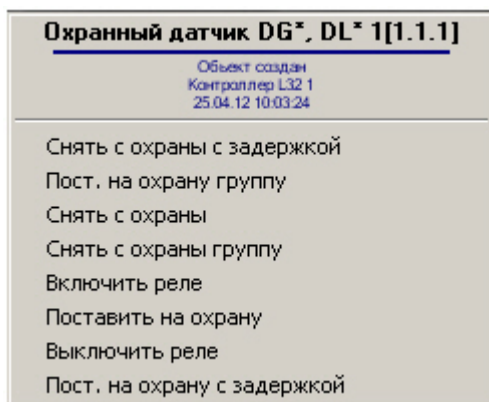 Охранный датчик DG*, DL* 1[1.1.1]
Объект создан
Контроллер L32 1
25.04.12 10:03:24
Снять с охраны с задержкой
Пост. на охрану группу
Снять с охраны
Снять с охраны группу
Включить реле
Поставить на охрану
Выключить реле
Пост. на охрану с задержкой